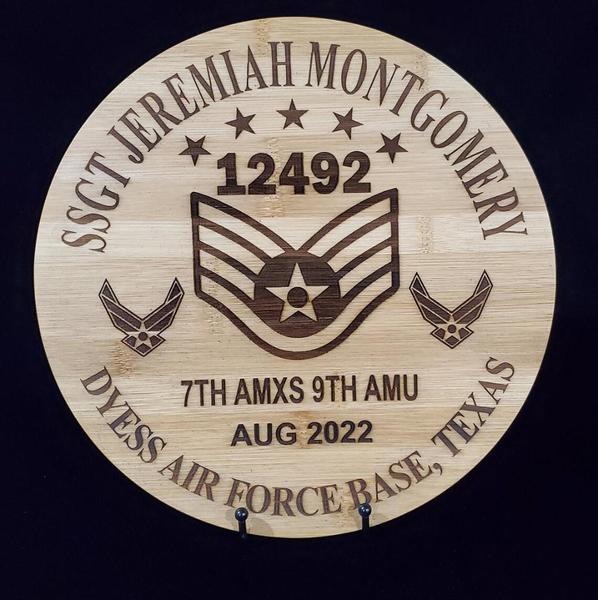 SSGT JEREMIAH MONTGOMERY
12492
7TH AMXS 9TH AMU
AUG 2022
DYESS AIR FORCE BASE, TEXAS